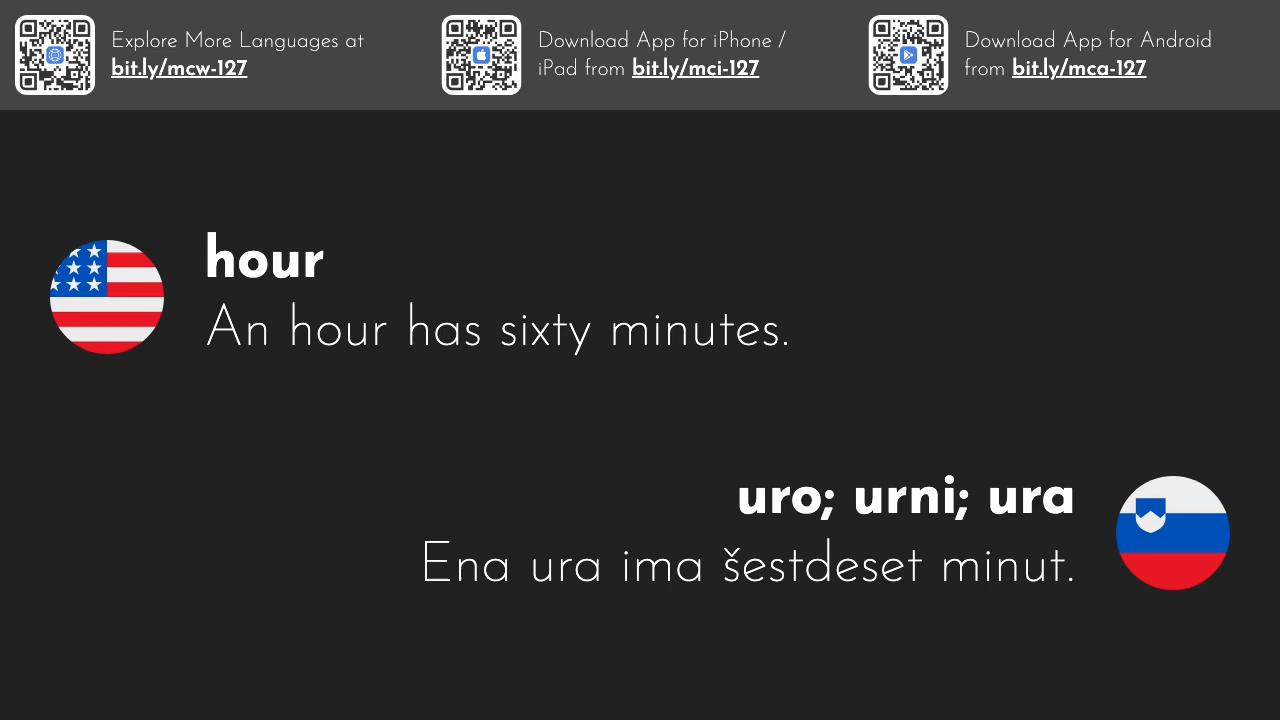 Explore More Languages at
bit.ly/mcw-127
Download App for iPhone /
iPad from bit.ly/mci-127
Download App for Android
from bit.ly/mca-127
hour
An hour has sixty minutes.
uro; urni; ura
Ena ura ima šestdeset minut.